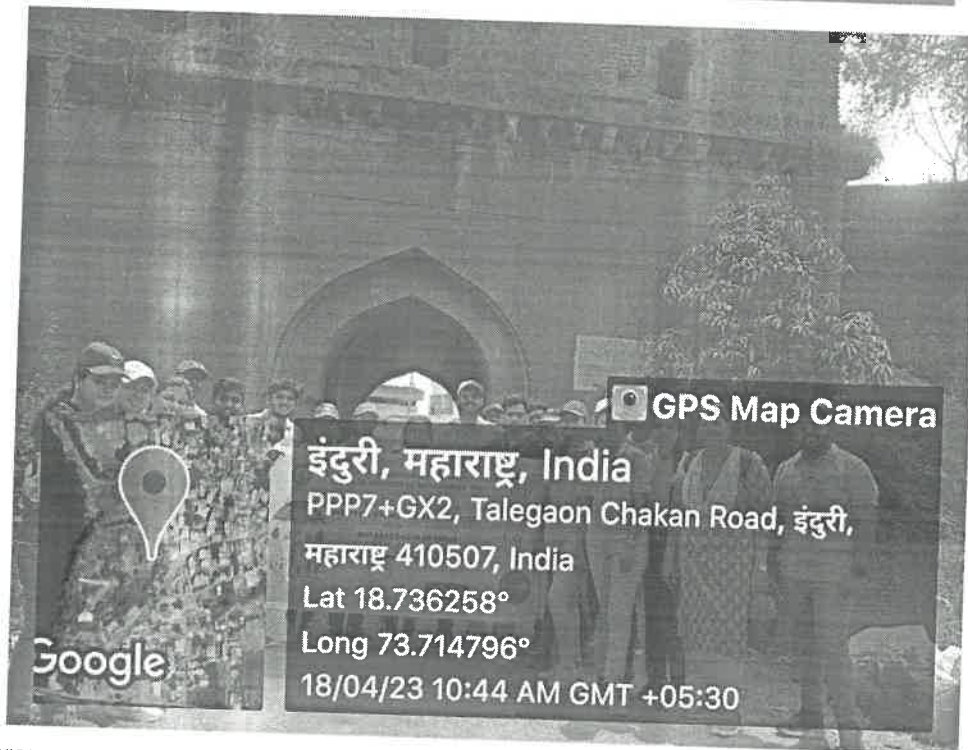 GPS Map Camera
इंदुरी, महाराष्ट्र, India
PPP7+GX2, Talegaon Chakan Road, इंदुरी,
महाराष्ट्र 410507, India
Lat 18.736258°
Long 73.714796°
18/04/23 10:44 AM GMT +05:30
Google